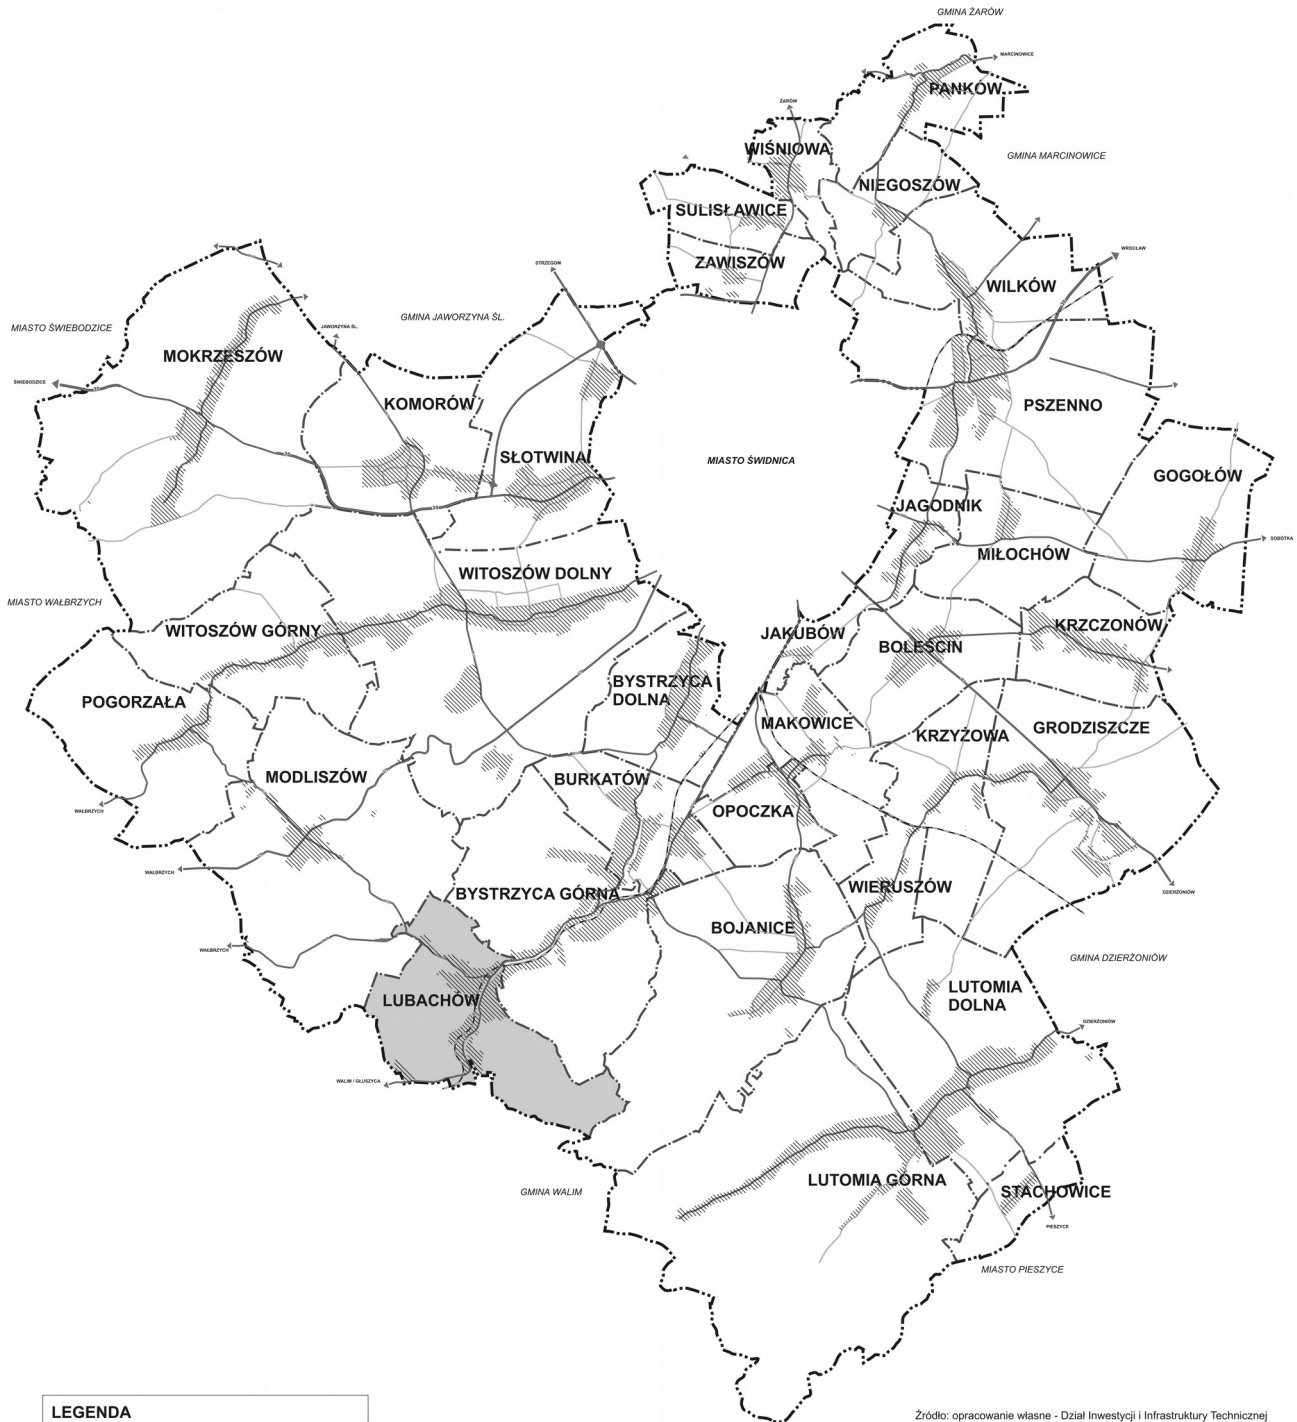 GMINA ŻARÓW
MARCINOWICE
PANKÓW
ŻARÓW
WIŚNIOWA
GMINA MARCINOWICE
NIEGOSZÓW
SULISŁAWICE
ZAWISZÓW
WROCŁAW
STRZEGOM
WILKÓW
GMINA JAWORZYNA ŚL.
MIASTO ŚWIEBODZICE
JAWORZYNA ŚL.
MOKRZESZÓW
ŚWIEBODZICE
KOMORÓW
PSZENNO
SŁOTWINA
MIASTO ŚWIDNICA
GOGOŁÓW
JAGODNIK
SOBÓTKA
MIŁOCHÓW
WITOSZÓW DOLNY
MIASTO WAŁBRZYCH
WITOSZÓW GÓRNY
JAKUBÓW
KRZCZONÓW
BOLEŚCIN
BYSTRZYCA
DOLNA
POGORZAŁA
MAKOWICE
KRZYŻOWA
GRODZISZCZE
MODLISZÓW
BURKATÓW
OPOCZKA
WAŁBRZYCH
WAŁBRZYCH
BYSTRZYCA GÓRNA
WIERUSZÓW
DZIERŻONIÓW
BOJANICE
WAŁBRZYCH
GMINA DZIERŻONIÓW
LUBACHÓW
LUTOMIA
DOLNA
DZIERŻONIÓW
WALIM / GŁUSZYCA
LUTOMIA GÓRNA
GMINA WALIM
STACHOWICE
PIESZYCE
MIASTO PIESZYCE
LEGENDA
Źródło: opracowanie własne - Dział Inwestycji i Infrastruktury Technicznej